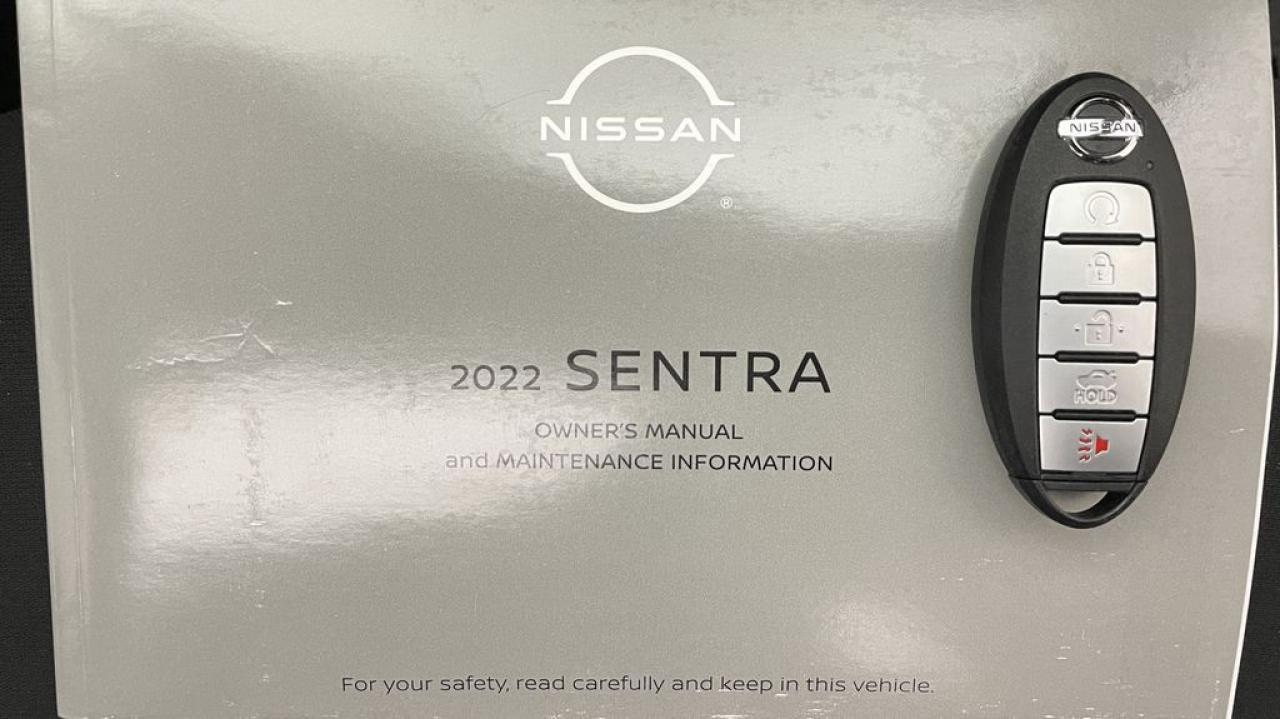 NISSAN
®
NISSAN
HOLD
2022 SENTRA
OWNER'S MANUAL
and MAINTENANCE INFORMATION
For your safety, read carefully and keep in this vehicle.